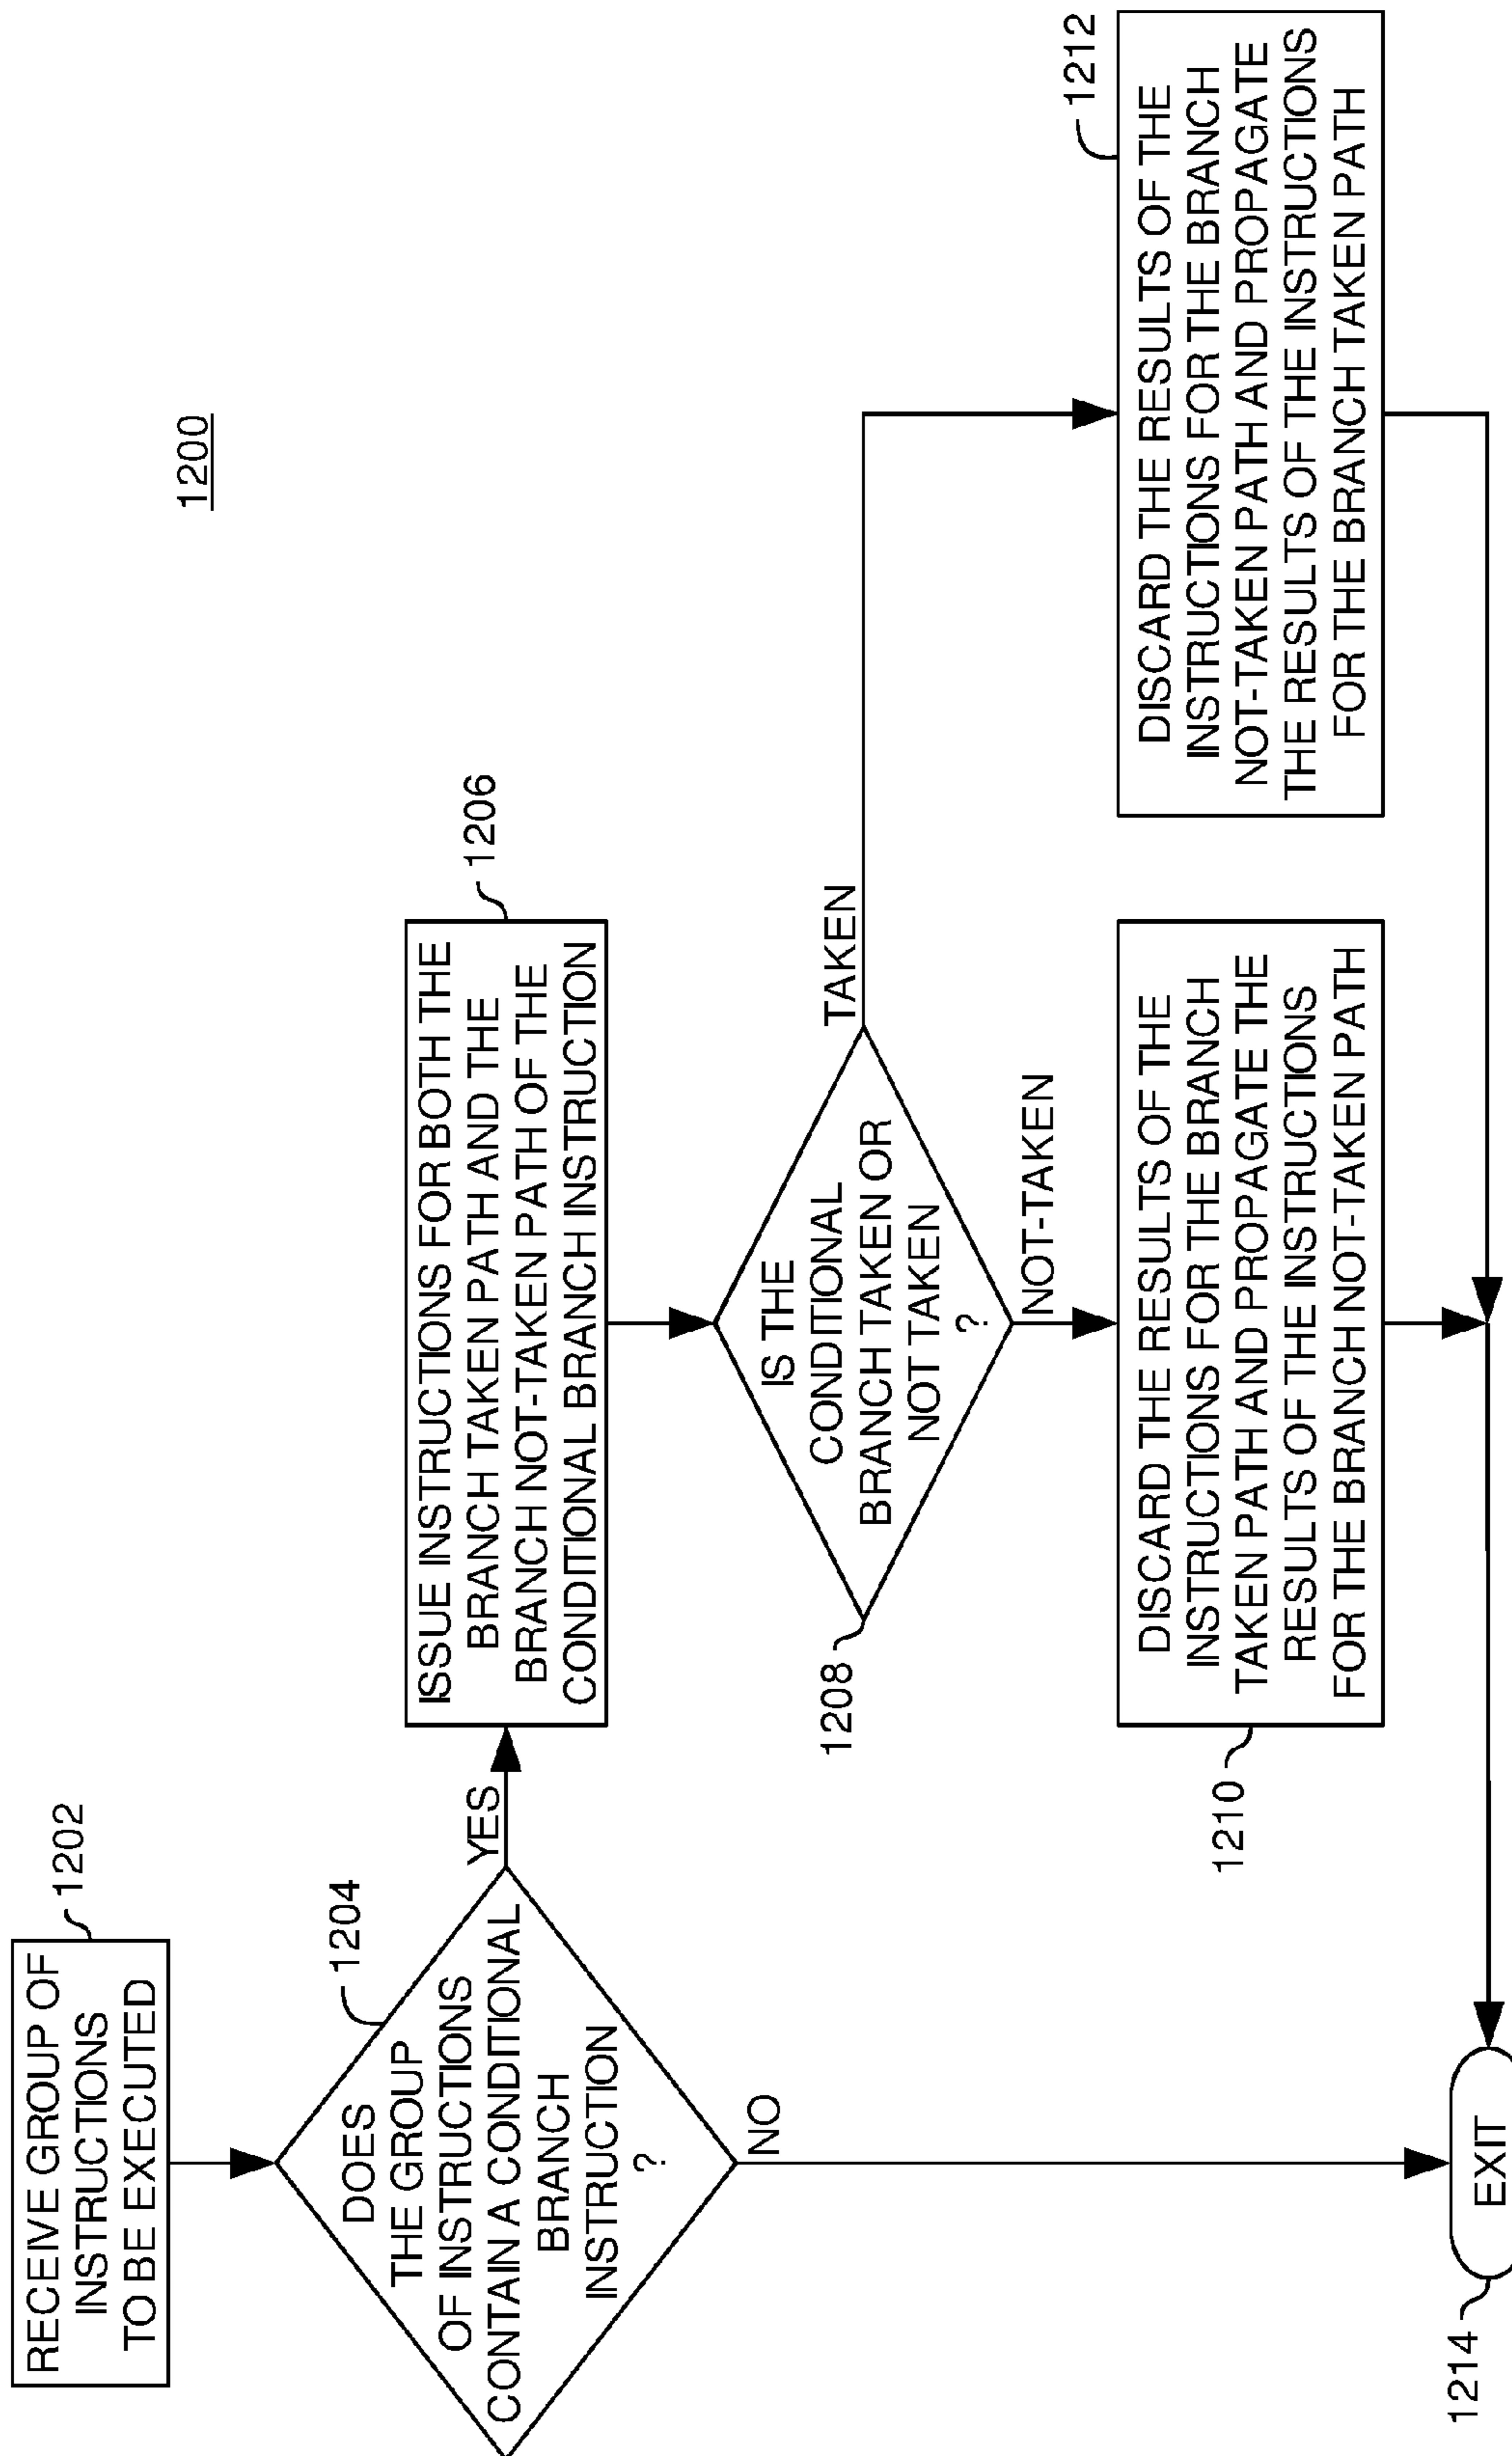 1200
RECEIVE GROUP OF
INSTRUCTIONS
TO BE EXECUTED
1202
DOES
THE GROUP
OF INSTRUCTIONS
CONTAIN A CONDITIONAL
BRANCH
INSTRUCTION
?
1204
YES
NO
ISSUE INSTRUCTIONS FOR BOTH THE
BRANCH TAKEN PATH AND THE
BRANCH NOT-TAKEN PATH OF THE
CONDITIONAL BRANCH INSTRUCTION
1206
IS THE
CONDITIONAL
BRANCH TAKEN OR
NOT TAKEN
?
1208
TAKEN
NOT-TAKEN
DISCARD THE RESULTS OF THE
INSTRUCTIONS FOR THE BRANCH
TAKEN PATH AND PROPAGATE THE
RESULTS OF THE INSTRUCTIONS
FOR THE BRANCH NOT-TAKEN PATH
1210
DISCARD THE RESULTS OF THE
INSTRUCTIONS FOR THE BRANCH
NOT-TAKEN PATH AND PROPAGATE
THE RESULTS OF THE INSTRUCTIONS
FOR THE BRANCH TAKEN PATH
1212
EXIT
1214